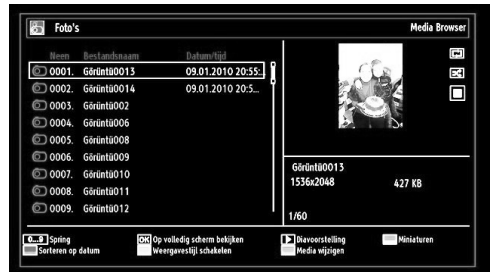 Foto's
Media Browser
Neen Bestandsnaam Datum/tijd
0001. Görüntü0013 09.01.2010 20:55:
0002. Görüntü0014 09.01.2010 20:5...
0003. Görüntü002
0004. Görüntü006
0005. Görüntü008
0006. Görüntü009
0007. Görüntü010
0008. Görüntü011
0009. Görüntü012
Görüntü0013
1536x2048 427 KB
1/60
0...9 Spring OK Op volledig scherm bekijken Diavoorstelling Miniaturen
Sorteren op datum Weergavestijl schakelen Media wijzigen